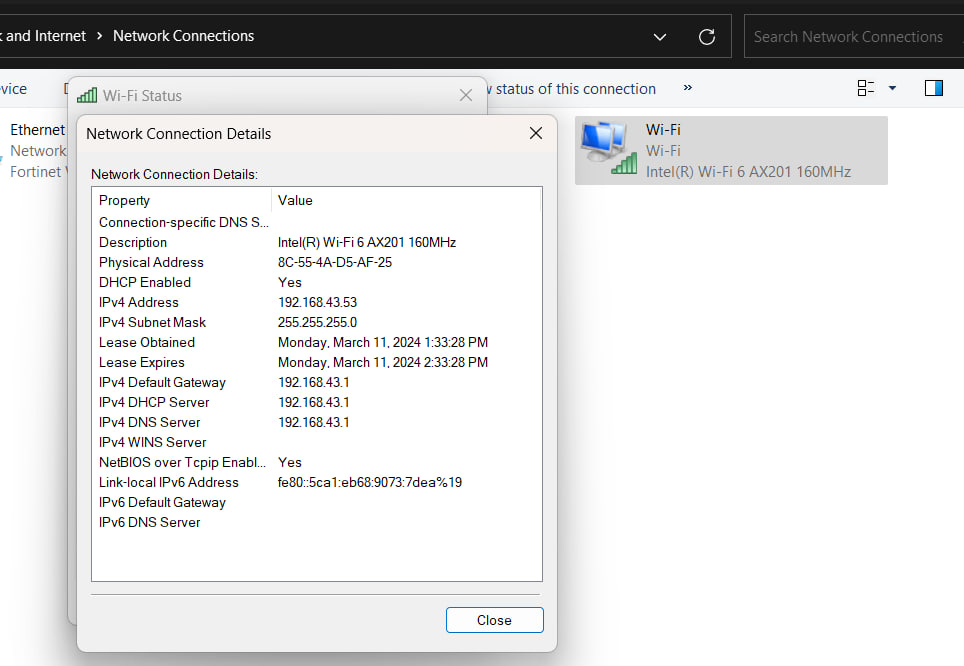 and Internet > Network Connections
Search Network Connections
vice
status of this connection »
Wi-Fi Status
Ethernet
Network
Fortinet
Wi-Fi
Wi-Fi
Intel(R) Wi-Fi 6 AX201 160MHz
Network Connection Details
Network Connection Details:
Property Value
Connection-specific DNS S...
Description Intel(R) Wi-Fi 6 AX201 160MHz
Physical Address 8C-55-4A-D5-AF-25
DHCP Enabled Yes
IPv4 Address 192.168.43.53
IPv4 Subnet Mask 255.255.255.0
Lease Obtained Monday, March 11, 2024 1:33:28 PM
Lease Expires Monday, March 11, 2024 2:33:28 PM
IPv4 Default Gateway 192.168.43.1
IPv4 DHCP Server 192.168.43.1
IPv4 DNS Server 192.168.43.1
IPv4 WINS Server
NetBIOS over Tcpip Enabl... Yes
Link-local IPv6 Address fe80::5ca1:eb68:9073:7dea%19
IPv6 Default Gateway
IPv6 DNS Server
Close